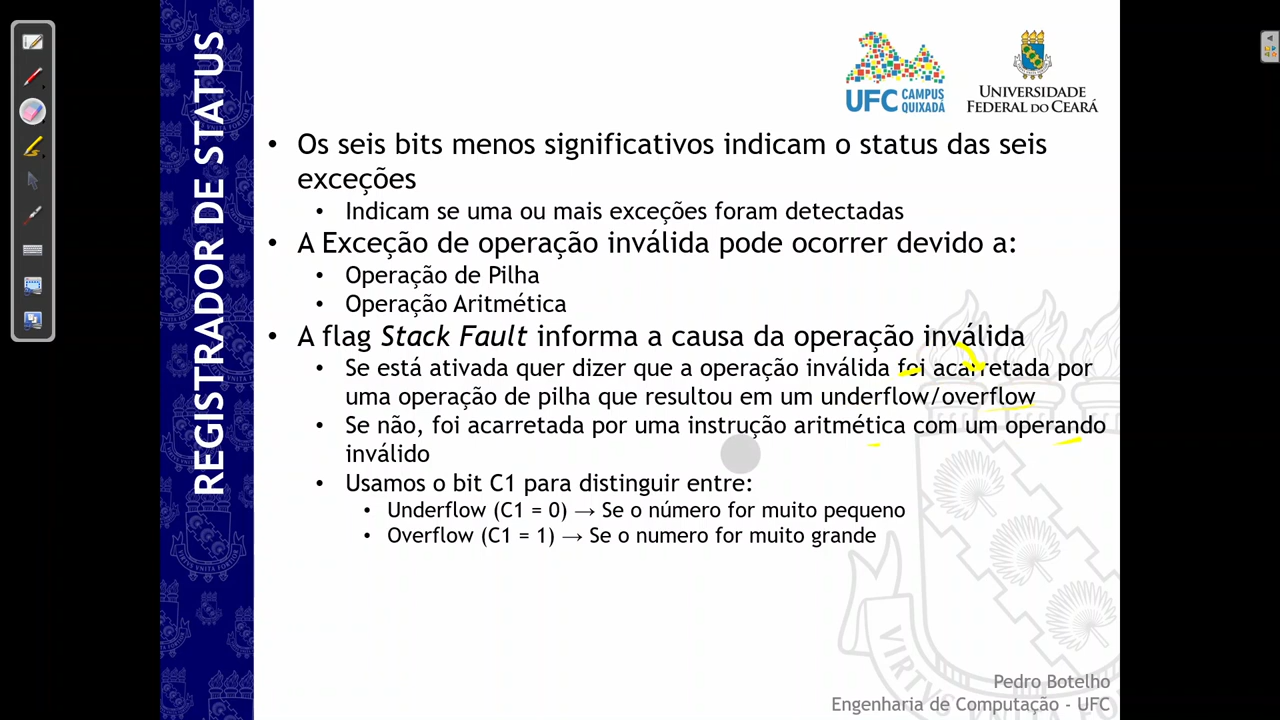 REGISTRADOR DE STATUS
UFC CAMPUS QUIXADÁ
UNIVERSIDADE
FEDERAL DO CEARÁ
• Os seis bits menos significativos indicam o status das seis
exceções
• Indicam se uma ou mais exceções foram detectadas
• A Exceção de operação inválida pode ocorrer devido a:
• Operação de Pilha
• Operação Aritmética
• A flag Stack Fault informa a causa da operação inválida
• Se está ativada quer dizer que a operação inválida foi acarretada por
uma operação de pilha que resultou em um underflow/overflow
• Se não, foi acarretada por uma instrução aritmética com um operando
inválido
• Usamos o bit C1 para distinguir entre:
• Underflow (C1 = 0) → Se o número for muito pequeno
• Overflow (C1 = 1) → Se o numero for muito grande
Pedro Botelho
Engenharia de Computação - UFC